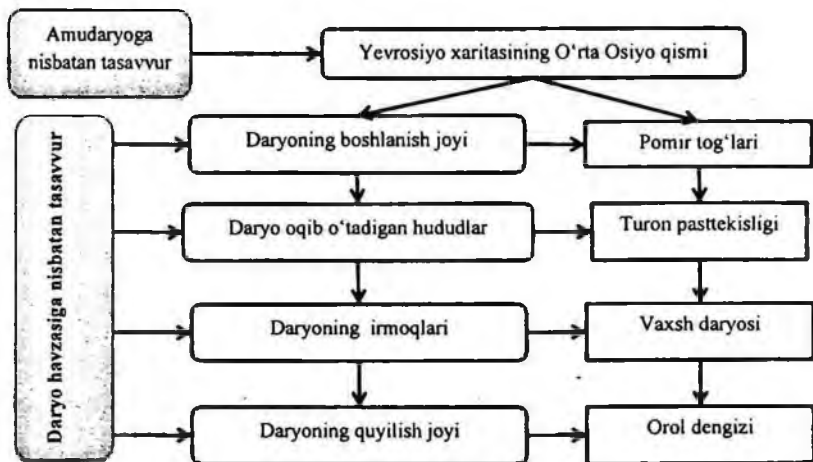 Amudaryoga
nisbatan tasavvur
Yevrosiyo xaritasining O‘rta Osiyo qismi
Daryo havzasiga nisbatan tasavvur
Daryoning boshlanish joyi
Pomir tog‘lari
Daryo oqib o‘tadigan hududlar
Turon pasttekisligi
Daryoning irmoqlari
Vaxsh daryosi
Daryoning quyilish joyi
Orol dengizi